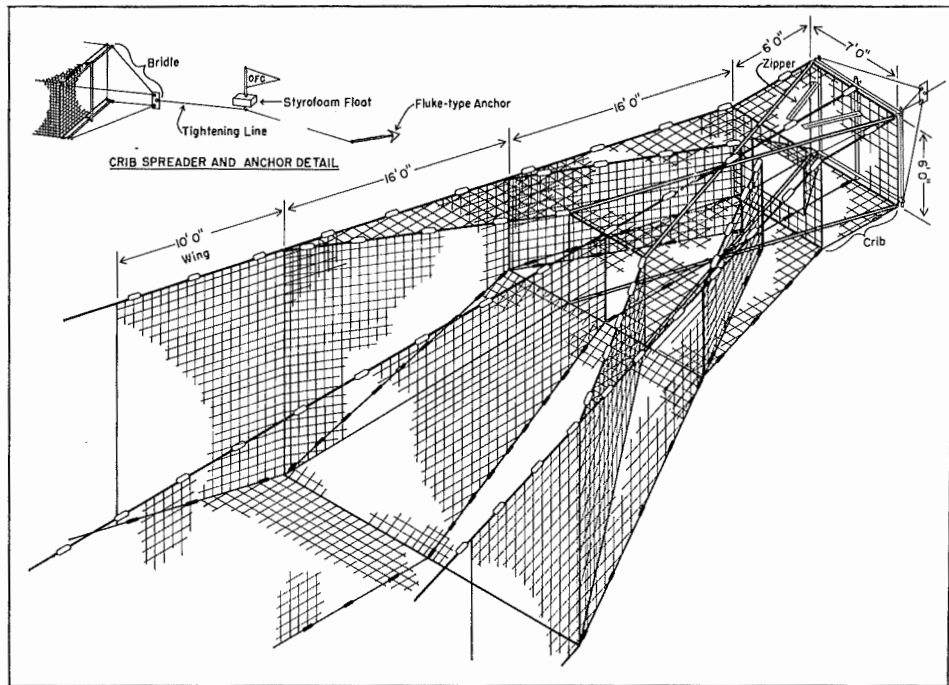 Bridle
OFC
Styrofoam Float
Fluke-type Anchor
Tightening Line
CRIB SPREADER AND ANCHOR DETAIL
6'0"
7'0"
Zipper
16'0"
16'0"
10'0"
Wing
6'0"
Crib